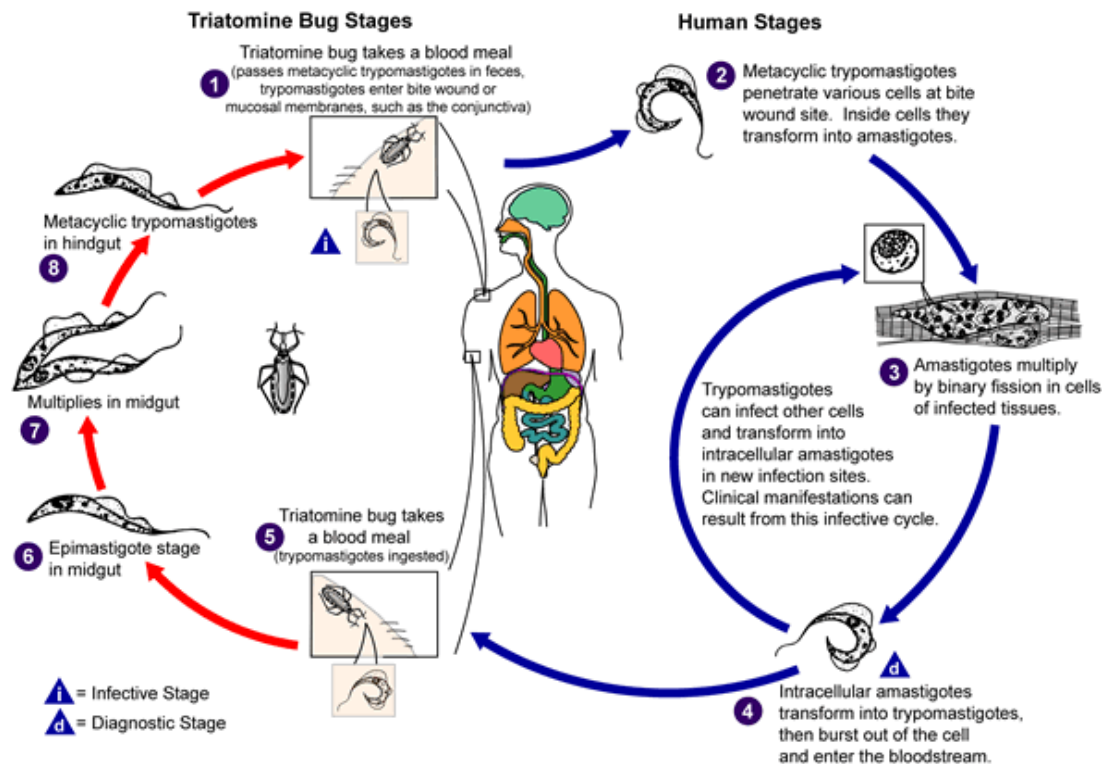 Triatomine Bug Stages
Human Stages
Triatomine bug takes a blood meal
(passes metacyclic trypomastigotes in feces,
trypomastigotes enter bite wound or
mucosal membranes, such as the conjunctiva)
1
i
2
Metacyclic trypomastigotes
penetrate various cells at bite
wound site. Inside cells they
transform into amastigotes.
3
Amastigotes multiply
by binary fission in cells
of infected tissues.
Trypomastigotes
can infect other cells
and transform into
intracellular amastigotes
in new infection sites.
Clinical manifestations can
result from this infective cycle.
d
4
Intracellular amastigotes
transform into trypomastigotes,
then burst out of the cell
and enter the bloodstream.
5
Triatomine bug takes
a blood meal
(trypomastigotes ingested)
6
Epimastigote stage
in midgut
Multiplies in midgut
7
Metacyclic trypomastigotes
in hindgut
8
i = Infective Stage
d = Diagnostic Stage